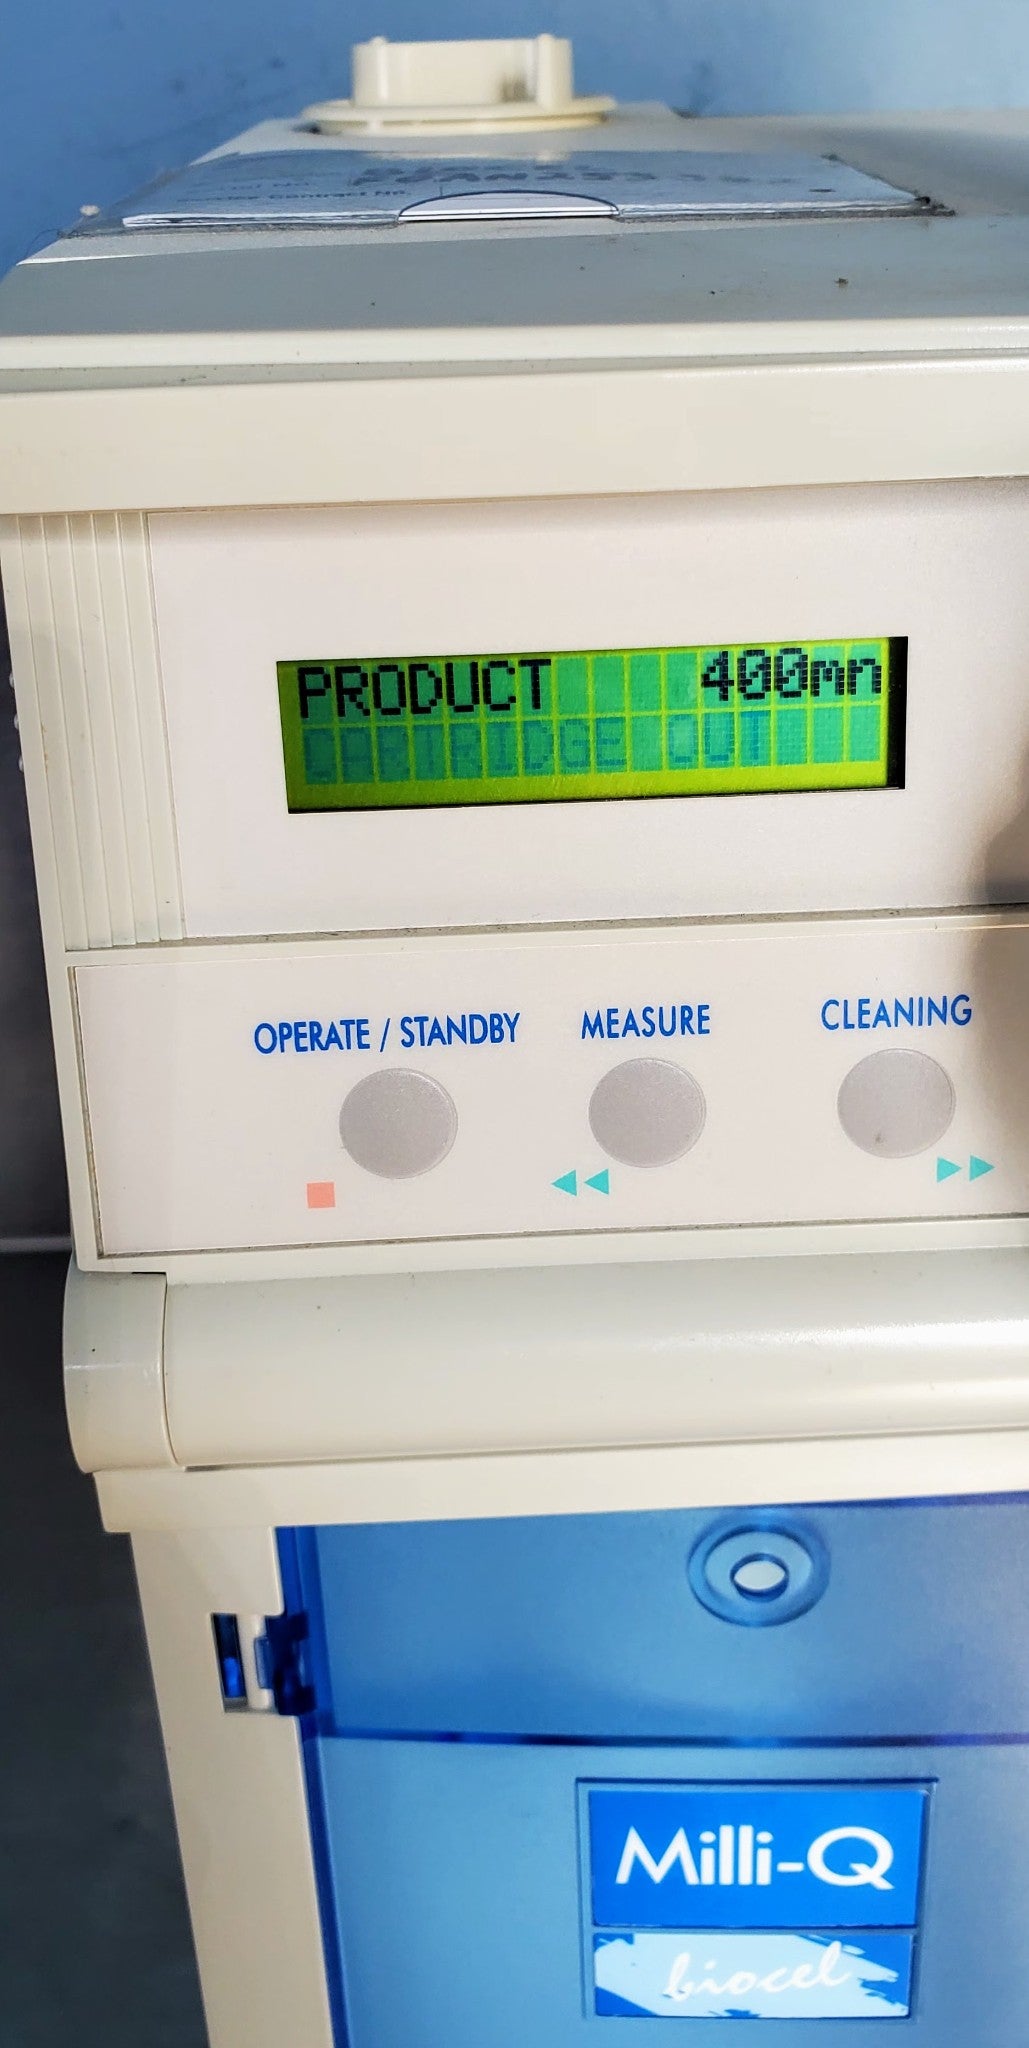 PRODUCT 400mn
CARTRIDGE OUT
OPERATE / STANDBY
MEASURE
CLEANING
Milli-Q
biocel